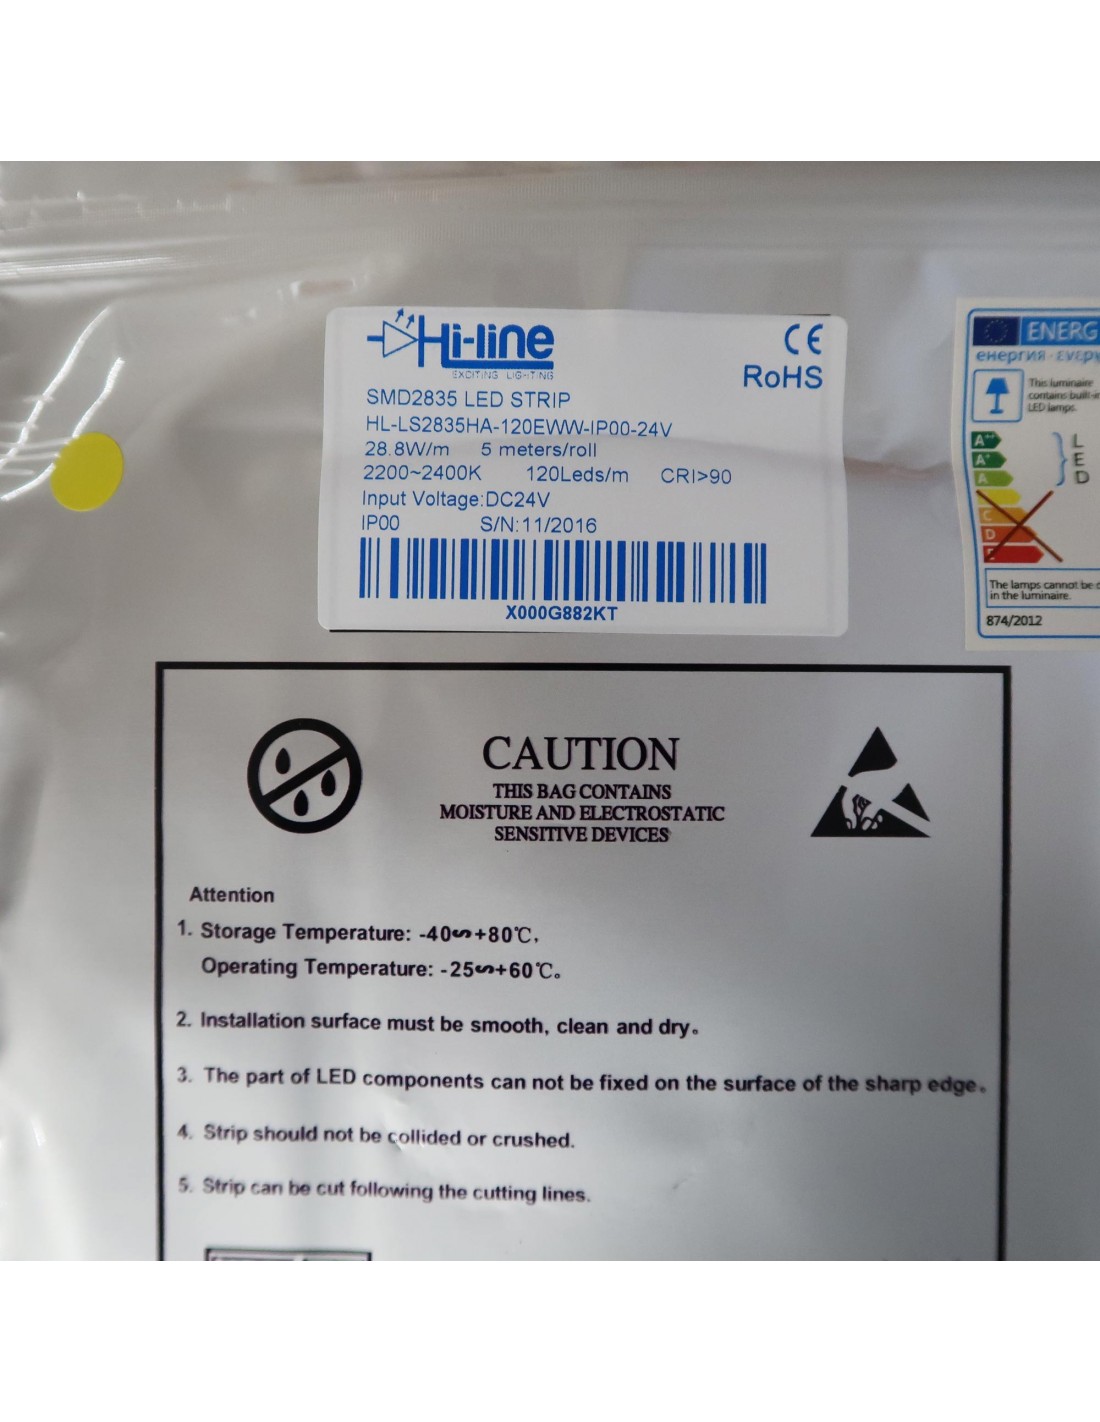 Hi-line
EXCITING LIGHTING
CE
RoHS
SMD2835 LED STRIP
HL-LS2835HA-120EWW-IP00-24V
28.8W/m 5 meters/roll
2200~2400K 120Leds/m CRI>90
Input Voltage:DC24V
IP00 S/N:11/2016
X000G882KT
ENERG
енергия · ενεργ
This luminaire
contains built-in
LED lamps.
A++
A+
A
C
D
E
L
E
D
The lamps cannot be c
in the luminaire.
874/2012
CAUTION
THIS BAG CONTAINS
MOISTURE AND ELECTROSTATIC
SENSITIVE DEVICES
Attention
1. Storage Temperature: -40∽+80℃,
Operating Temperature: -25∽+60℃。
2. Installation surface must be smooth, clean and dry。
3. The part of LED components can not be fixed on the surface of the sharp edge。
4. Strip should not be collided or crushed.
5. Strip can be cut following the cutting lines.